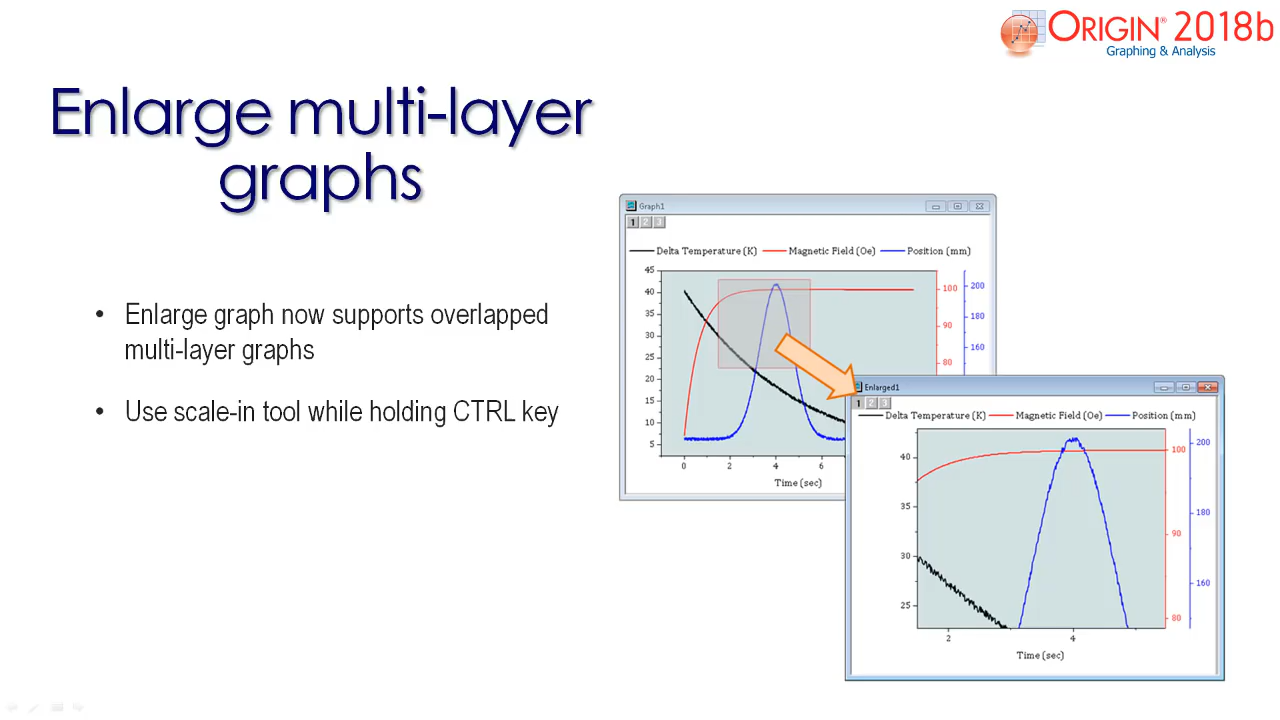 ORIGIN® 2018b
Graphing & Analysis
Enlarge multi-layer
graphs
• Enlarge graph now supports overlapped
multi-layer graphs
• Use scale-in tool while holding CTRL key
Graph1
1 2 3
Delta Temperature (K) Magnetic Field (Oe) Position (mm)
45
40
35
30
25
20
15
10
5
0 2 4 6
Time (sec)
100
90
80
200
180
160
Enlarged1
1 2 3
Delta Temperature (K) Magnetic Field (Oe) Position (mm)
40
35
30
25
2 4
Time (sec)
100
90
80
200
180
160